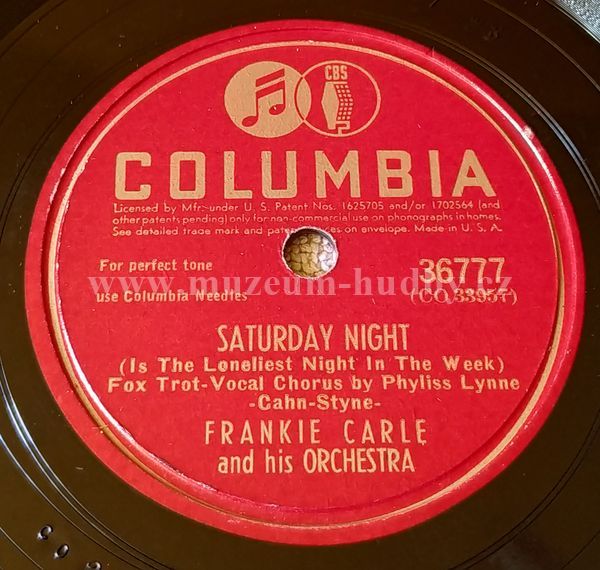 CBS
COLUMBIA
Licensed by Mfr. under U. S. Patent Nos. 1625705 and/or 1702564 (and
other patents pending) only for non-commercial use on phonographs in homes.
See detailed trade mark and patent notices on envelope. Made in U. S. A.
For perfect tone
use Columbia Needles
36777
(CO 33957)
www.muzeum-hudby.cz
SATURDAY NIGHT
(Is The Loneliest Night In The Week)
Fox Trot-Vocal Chorus by Phyliss Lynne
-Cahn-Styne-
FRANKIE CARLE
and his ORCHESTRA